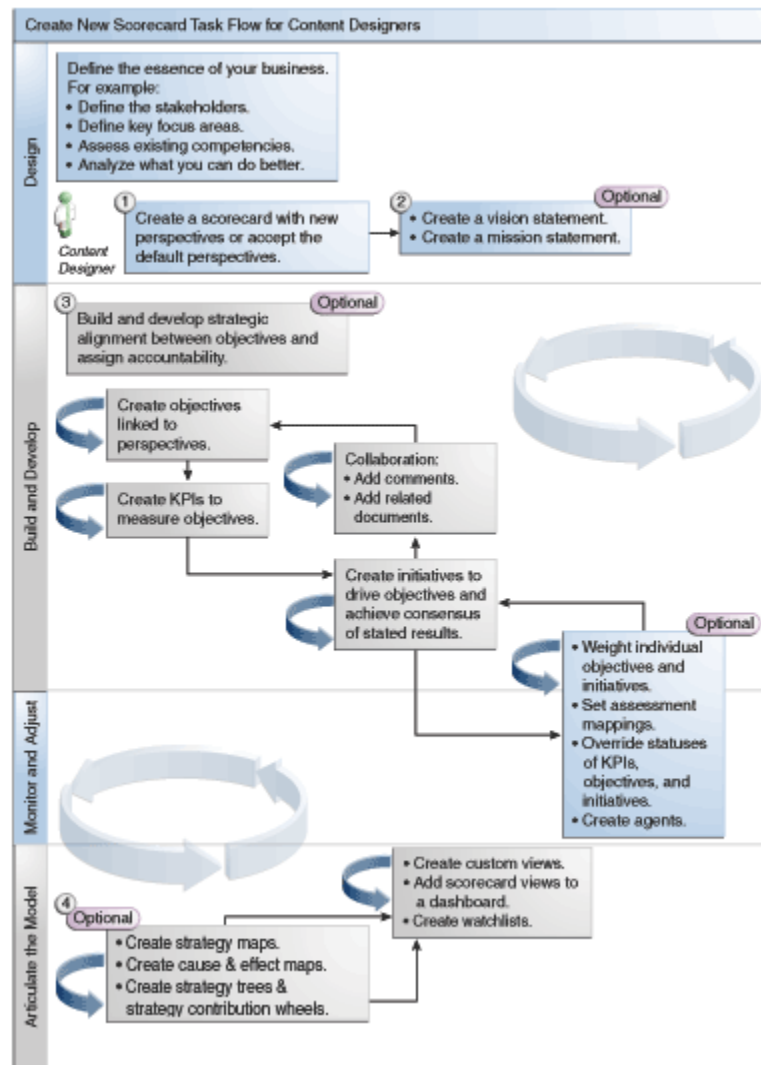 Create New Scorecard Task Flow for Content Designers
Design
Define the essence of your business.
For example:
• Define the stakeholders.
• Define key focus areas.
• Assess existing competencies.
• Analyze what you can do better.
Content
Designer
1
Create a scorecard with new
perspectives or accept the
default perspectives.
2
Optional
• Create a vision statement.
• Create a mission statement.
Build and Develop
3
Optional
Build and develop strategic
alignment between objectives and
assign accountability.
Create objectives
linked to
perspectives.
Collaboration:
• Add comments.
• Add related
documents.
Create KPIs to
measure objectives.
Create initiatives to
drive objectives and
achieve consensus
of stated results.
Optional
• Weight individual
objectives and
initiatives.
• Set assessment
mappings.
• Override statuses
of KPIs,
objectives, and
initiatives.
• Create agents.
Monitor and Adjust
Articulate the Model
• Create custom views.
• Add scorecard views to
a dashboard.
• Create watchlists.
4
Optional
• Create strategy maps.
• Create cause & effect maps.
• Create strategy trees &
strategy contribution wheels.